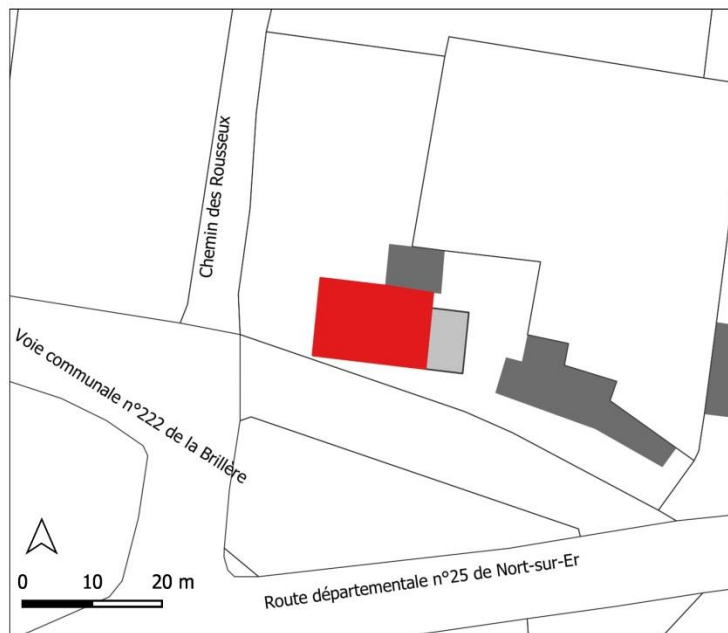 Chemin des Rousseux
Voie communale n°222 de la Brillère
Route départementale n°25 de Nort-sur-Er
0 10 20 m